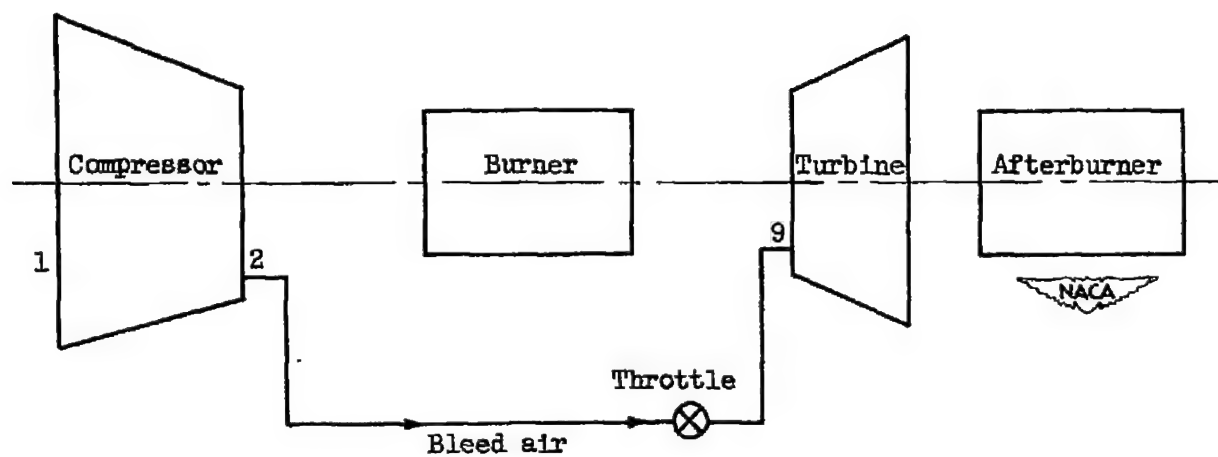 Compressor
Burner
Turbine
Afterburner
1
2
9
NACA
Throttle
Bleed air